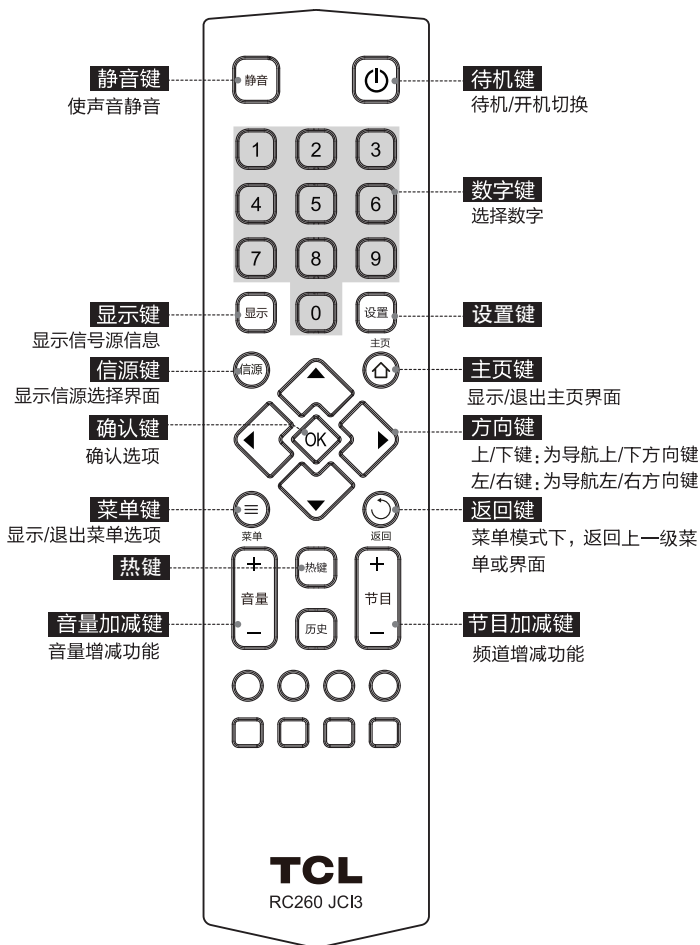 静音键
使声音静音
静音
待机键
待机/开机切换
1
2
3
4
5
6
7
8
9
0
数字键
选择数字
显示键
显示信号源信息
显示
设置
设置键
信源键
显示信源选择界面
信源
主页
主页键
显示/退出主页界面
确认键
确认选项
OK
方向键
上/下键:为导航上/下方向键
左/右键:为导航左/右方向键
菜单键
显示/退出菜单选项
菜单
返回
返回键
菜单模式下，返回上一级菜
单或界面
热键
热键
音量加减键
音量增减功能
+
音量
−
历史
+
节目
−
节目加减键
频道增减功能
TCL
RC260 JCI3